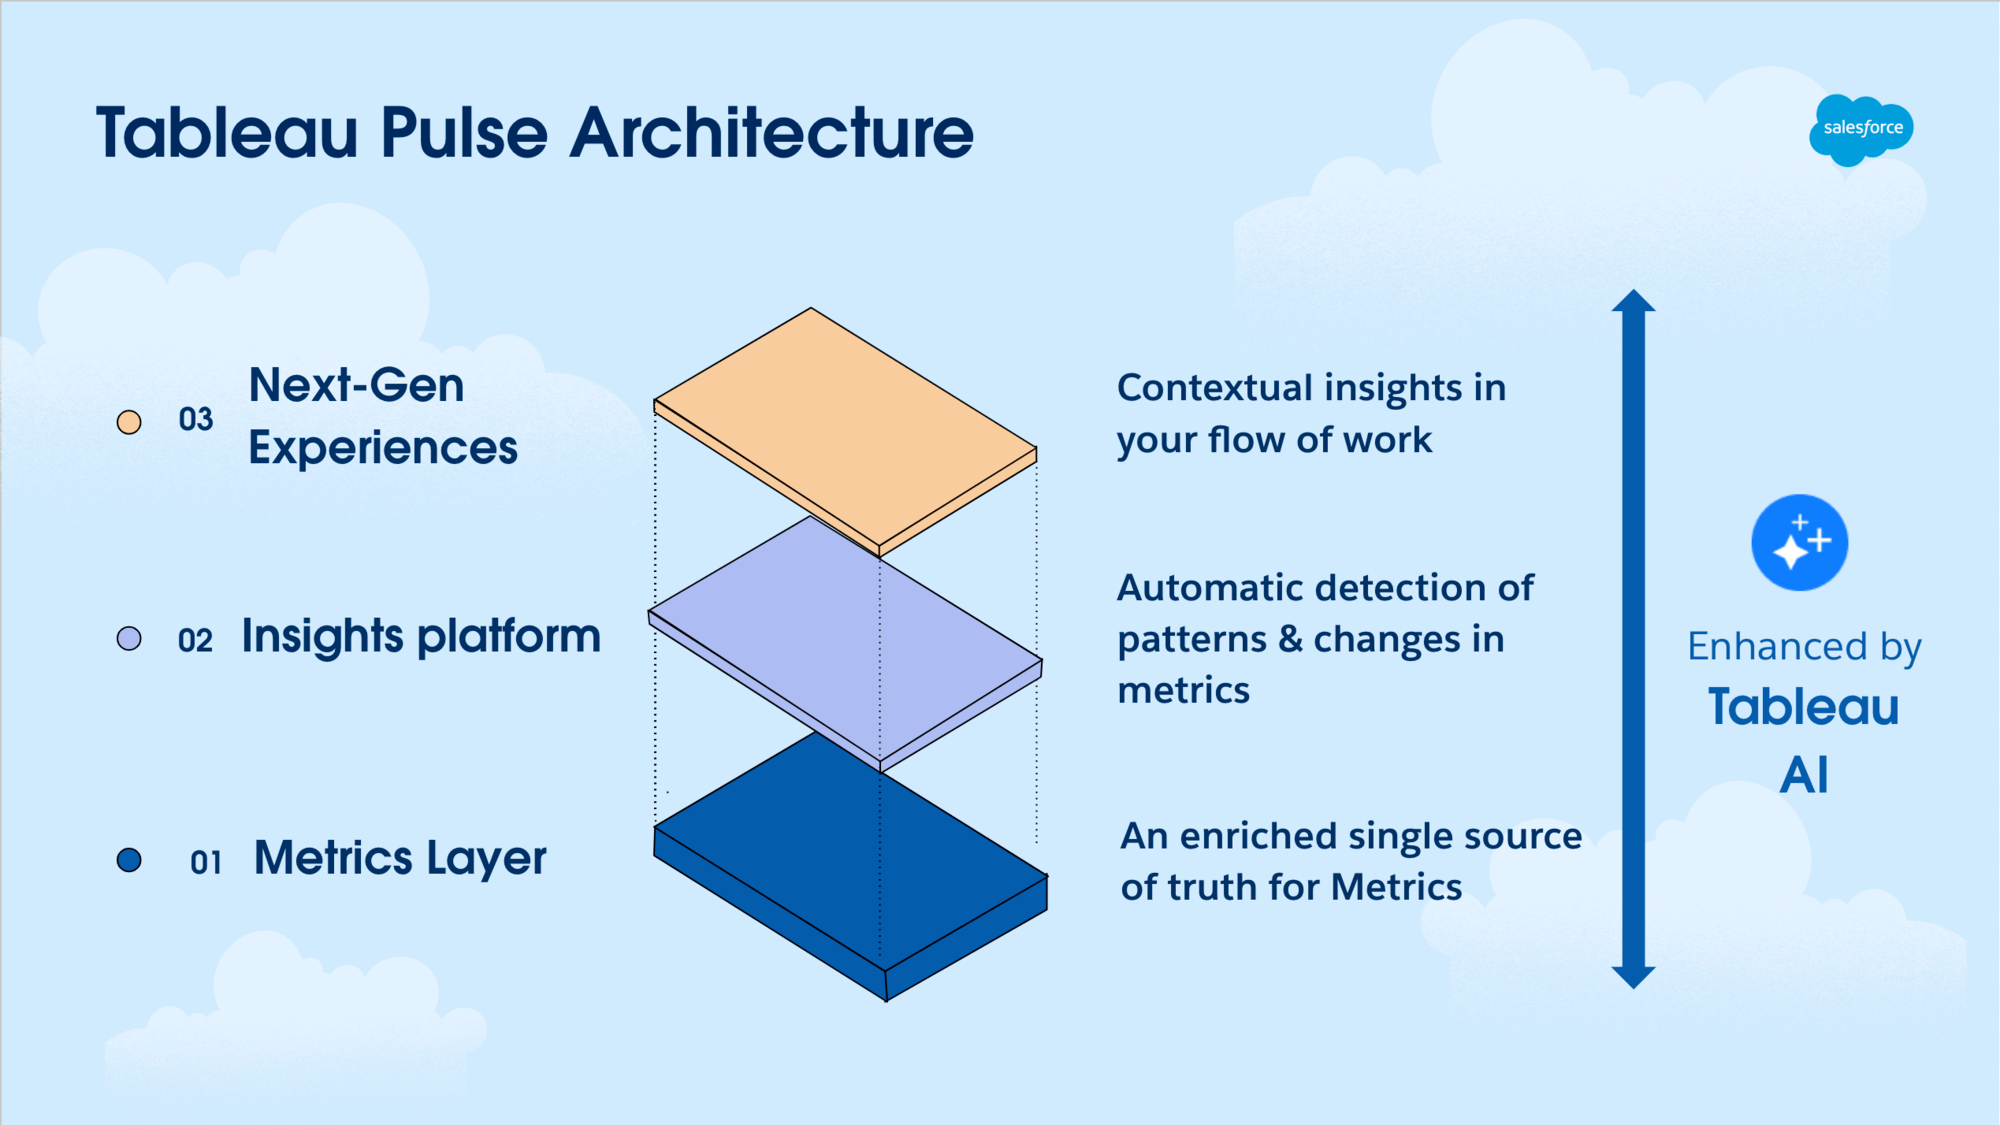 Tableau Pulse Architecture
salesforce
03
Next-Gen
Experiences
Contextual insights in
your flow of work
02
Insights platform
Automatic detection of
patterns & changes in
metrics
01
Metrics Layer
An enriched single source
of truth for Metrics
Enhanced by
Tableau
AI